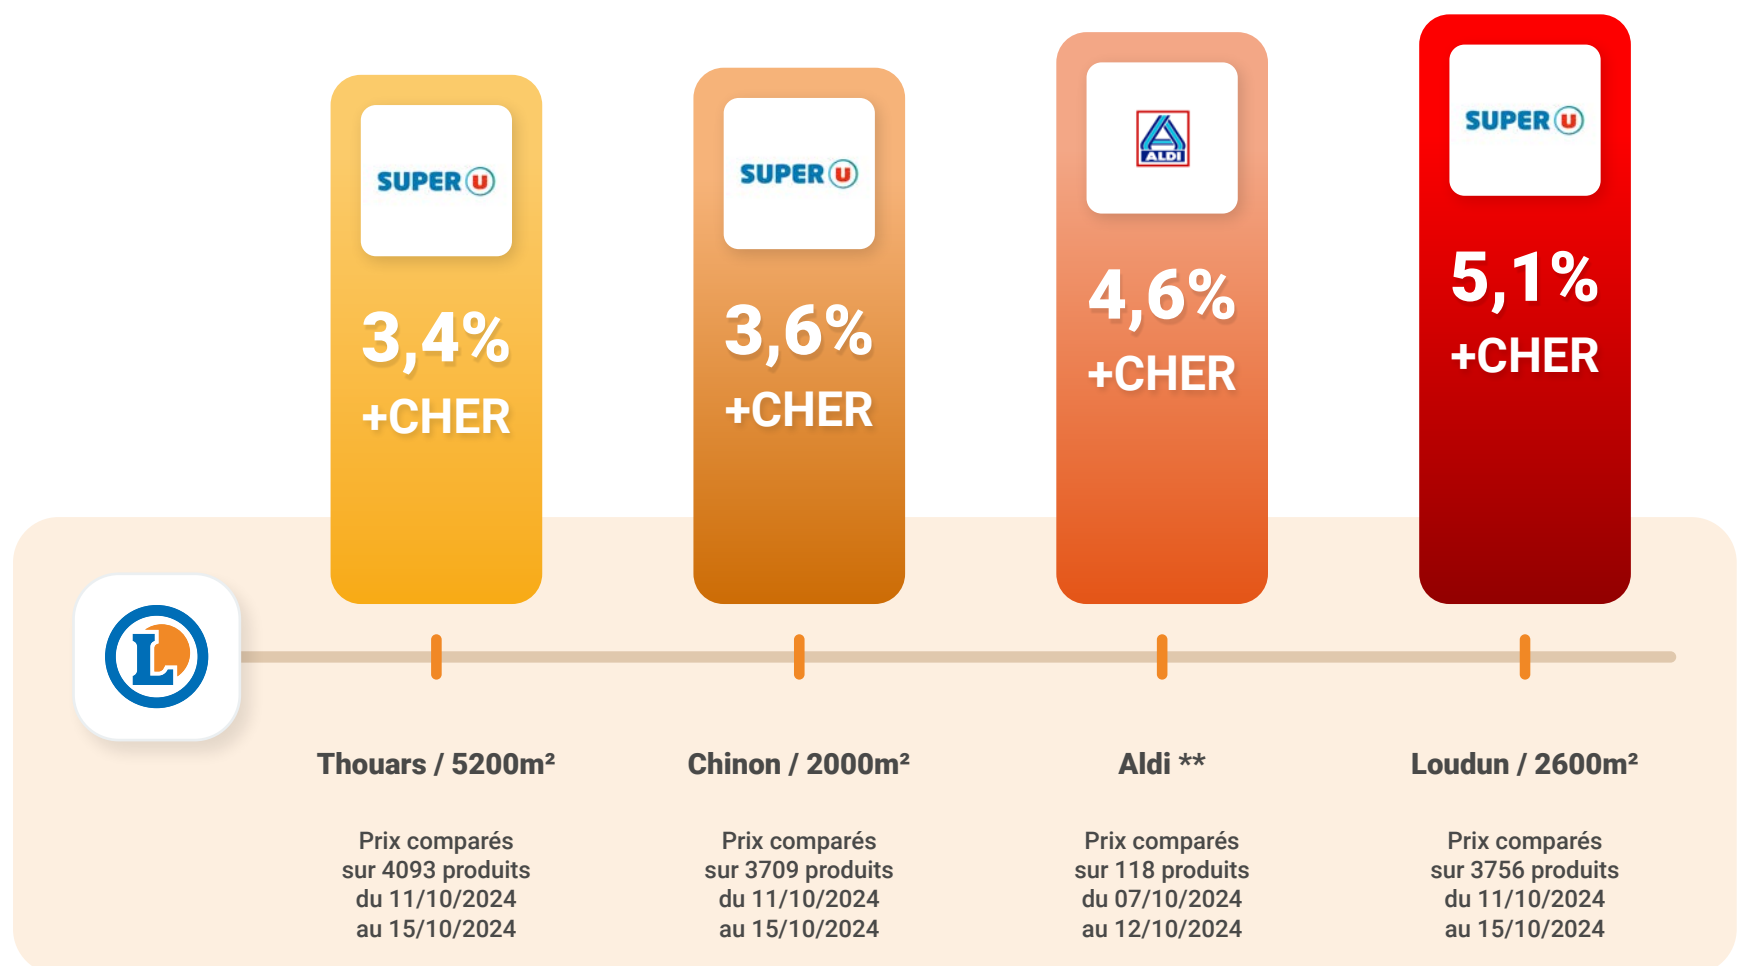 SUPER U
3,4%
+CHER
SUPER U
3,6%
+CHER
ALDI
4,6%
+CHER
SUPER U
5,1%
+CHER
L
Thouars / 5200m²
Prix comparés
sur 4093 produits
du 11/10/2024
au 15/10/2024
Chinon / 2000m²
Prix comparés
sur 3709 produits
du 11/10/2024
au 15/10/2024
Aldi **
Prix comparés
sur 118 produits
du 07/10/2024
au 12/10/2024
Loudun / 2600m²
Prix comparés
sur 3756 produits
du 11/10/2024
au 15/10/2024